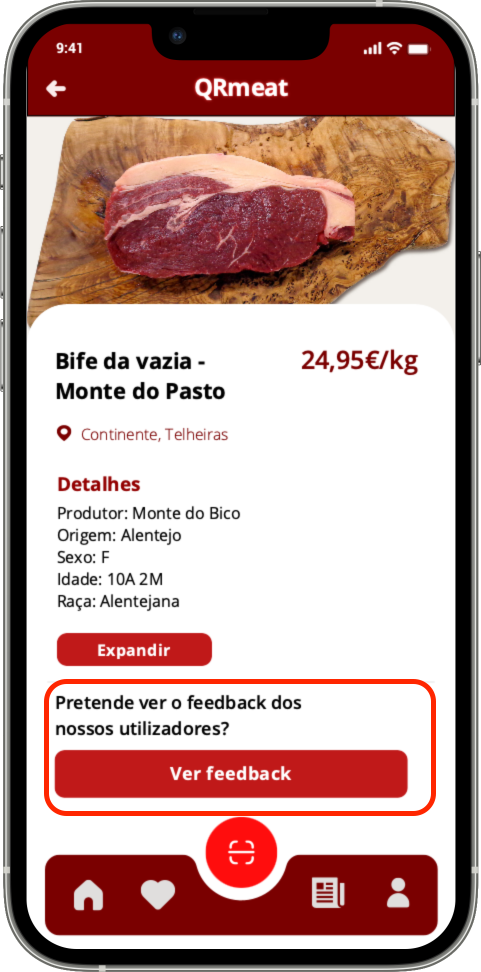 9:41
QRmeat
Bife da vazia -
Monte do Pasto
24,95€/kg
Continente, Telheiras
Detalhes
Produtor: Monte do Bico
Origem: Alentejo
Sexo: F
Idade: 10A 2M
Raça: Alentejana
Expandir
Pretende ver o feedback dos
nossos utilizadores?
Ver feedback